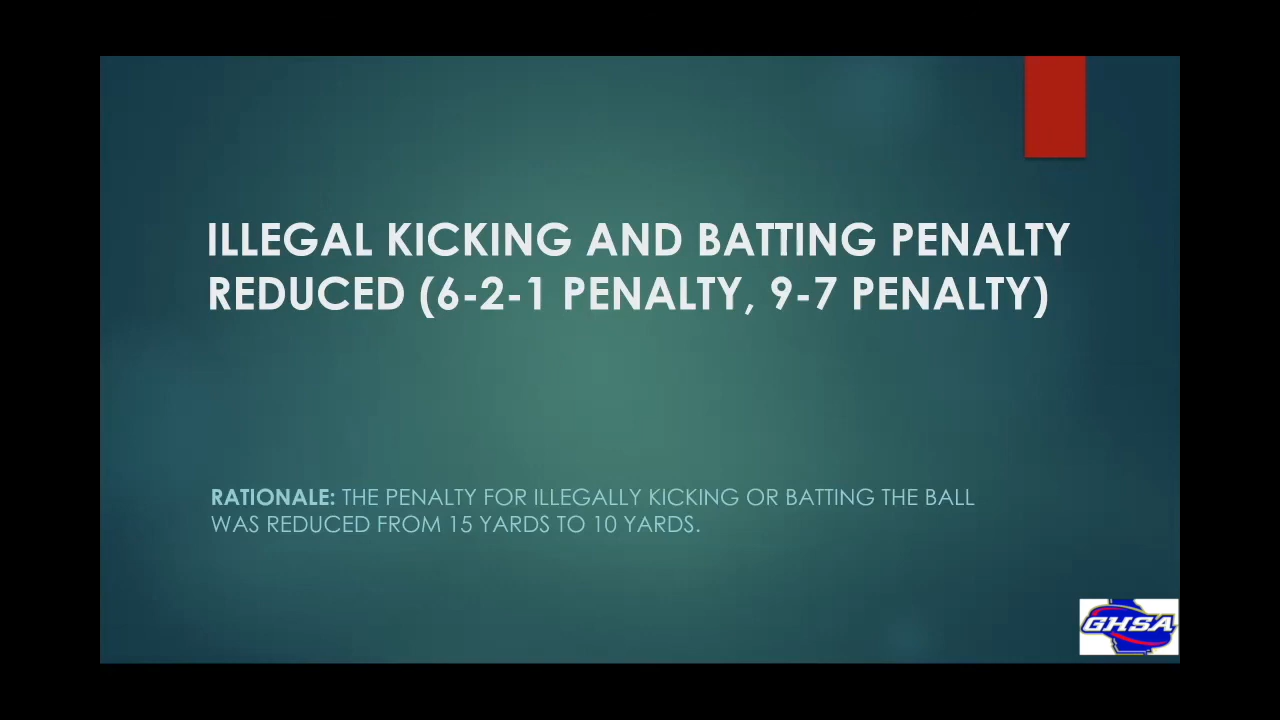 ILLEGAL KICKING AND BATTING PENALTY
REDUCED (6-2-1 PENALTY, 9-7 PENALTY)
RATIONALE: THE PENALTY FOR ILLEGALLY KICKING OR BATTING THE BALL
WAS REDUCED FROM 15 YARDS TO 10 YARDS.
GHSA